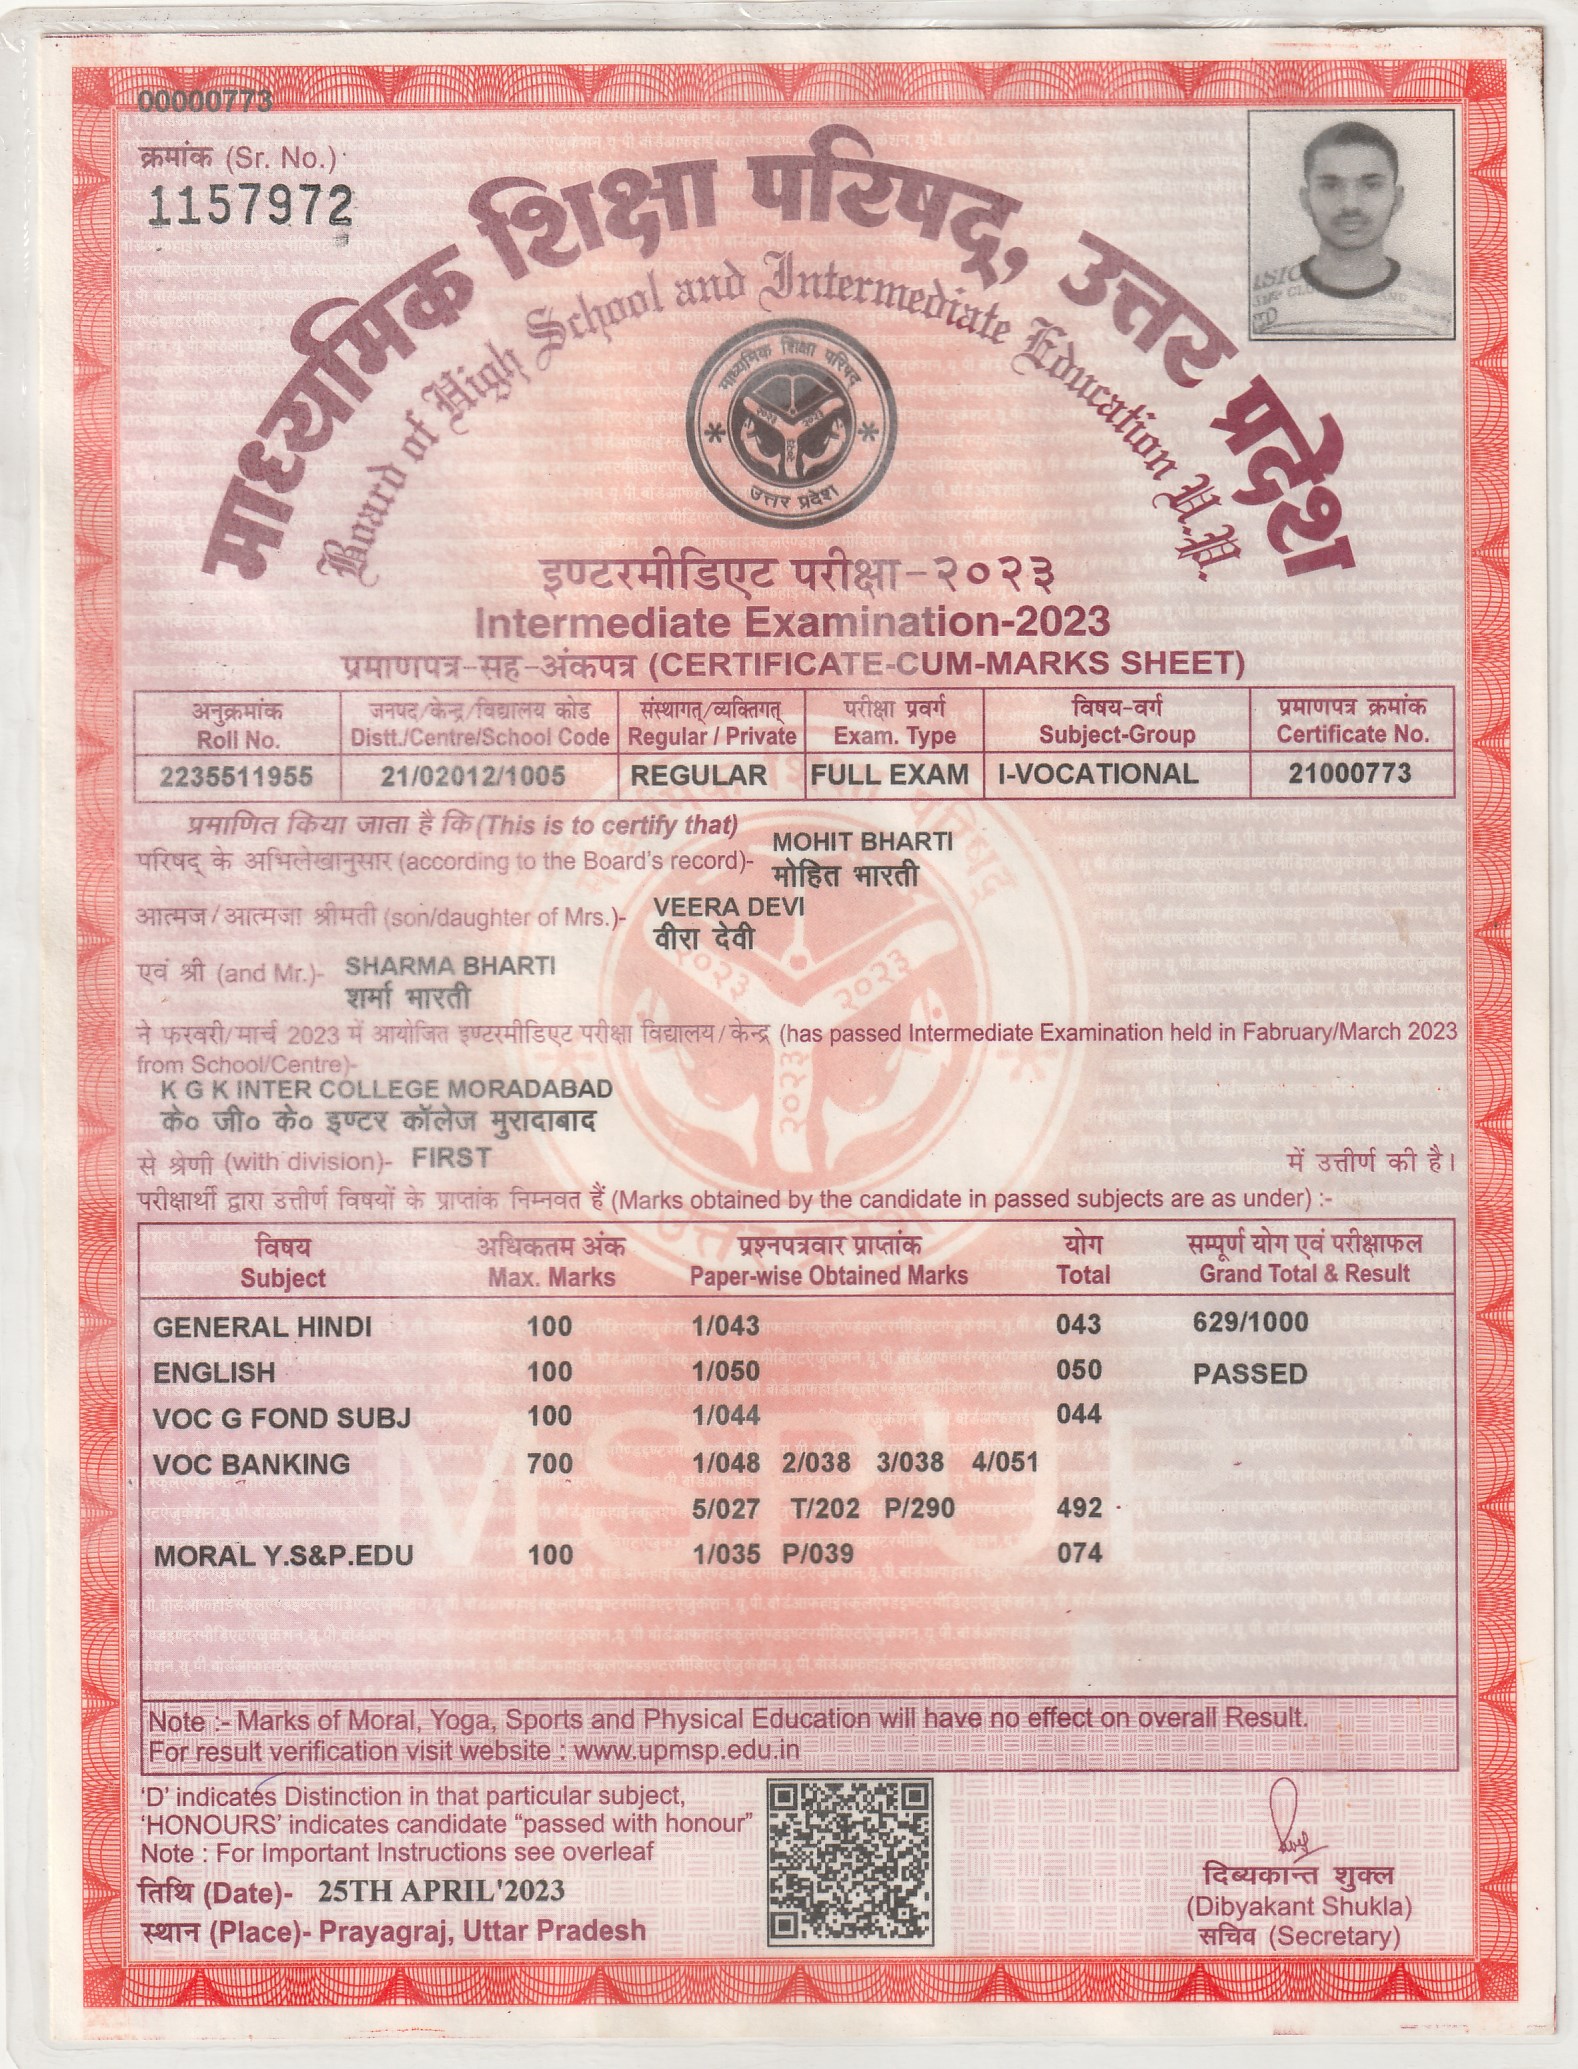 00000773
क्रमांक (Sr. No.)
1157972
माध्यमिक शिक्षा परिषद्, उत्तर प्रदेश
Board of High School and Intermediate Education U.P.
माध्यमिक शिक्षा परिषद
उत्तर प्रदेश
इण्टरमीडिएट परीक्षा-२०२३
Intermediate Examination-2023
प्रमाणपत्र-सह-अंकपत्र (CERTIFICATE-CUM-MARKS SHEET)
अनुक्रमांक जनपद/केन्द्र/विद्यालय कोड संस्थागत्/व्यक्तिगत् परीक्षा प्रवर्ग विषय-वर्ग प्रमाणपत्र क्रमांक
Roll No. Distt./Centre/School Code Regular / Private Exam. Type Subject-Group Certificate No.
2235511955 21/02012/1005 REGULAR FULL EXAM I-VOCATIONAL 21000773
प्रमाणित किया जाता है कि (This is to certify that)
परिषद् के अभिलेखानुसार (according to the Board's record)- MOHIT BHARTI
मोहित भारती
आत्मज/आत्मजा श्रीमती (son/daughter of Mrs.)- VEERA DEVI
वीरा देवी
एवं श्री (and Mr.)- SHARMA BHARTI
शर्मा भारती
ने फरवरी/मार्च 2023 में आयोजित इण्टरमीडिएट परीक्षा विद्यालय/केन्द्र (has passed Intermediate Examination held in Fabruary/March 2023
from School/Centre)-
K G K INTER COLLEGE MORADABAD
के० जी० के० इण्टर कॉलेज मुरादाबाद
से श्रेणी (with division)- FIRST में उत्तीर्ण की है।
परीक्षार्थी द्वारा उत्तीर्ण विषयों के प्राप्तांक निम्नवत हैं (Marks obtained by the candidate in passed subjects are as under) :-
विषय अधिकतम अंक प्रश्नपत्रवार प्राप्तांक योग सम्पूर्ण योग एवं परीक्षाफल
Subject Max. Marks Paper-wise Obtained Marks Total Grand Total & Result
GENERAL HINDI 100 1/043 043 629/1000
ENGLISH 100 1/050 050 PASSED
VOC G FOND SUBJ 100 1/044 044
VOC BANKING 700 1/048 2/038 3/038 4/051
5/027 T/202 P/290 492
MORAL Y.S&P.EDU 100 1/035 P/039 074
Note :- Marks of Moral, Yoga, Sports and Physical Education will have no effect on overall Result.
For result verification visit website : www.upmsp.edu.in
'D' indicates Distinction in that particular subject,
'HONOURS' indicates candidate "passed with honour"
Note : For Important Instructions see overleaf
तिथि (Date)- 25TH APRIL'2023
स्थान (Place)- Prayagraj, Uttar Pradesh
दिब्यकान्त शुक्ल
(Dibyakant Shukla)
सचिव (Secretary)